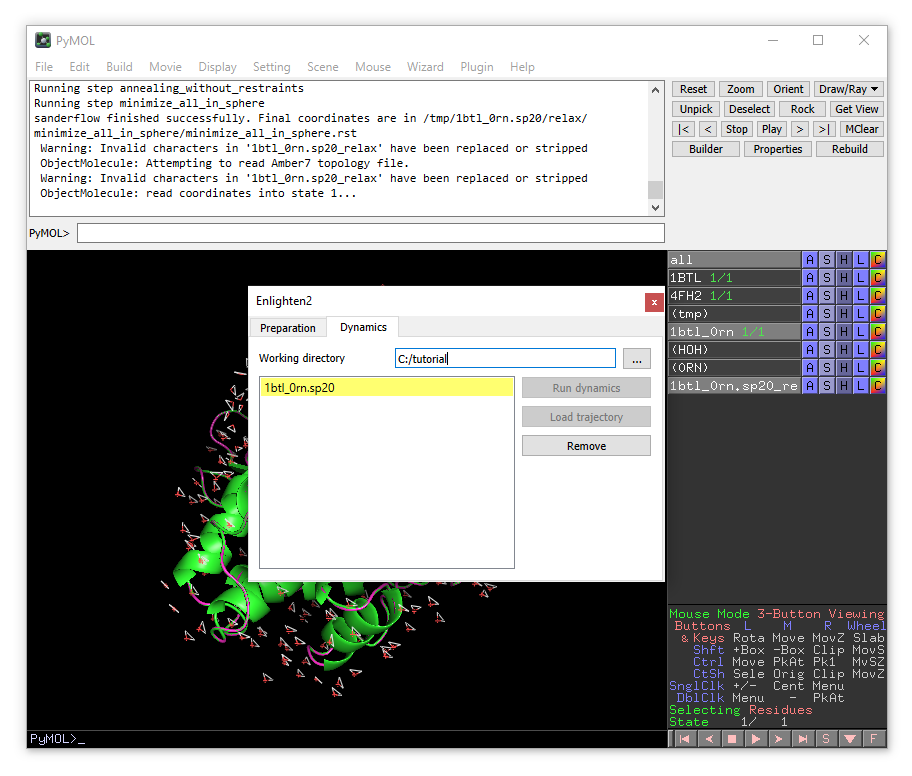 PyMOL
File Edit Build Movie Display Setting Scene Mouse Wizard Plugin Help
Running step annealing_without_restraints
Running step minimize_all_in_sphere
sanderflow finished successfully. Final coordinates are in /tmp/1btl_0rn.sp20/relax/
minimize_all_in_sphere/minimize_all_in_sphere.rst
Warning: Invalid characters in '1btl_0rn.sp20_relax' have been replaced or stripped
ObjectMolecule: Attempting to read Amber7 topology file.
Warning: Invalid characters in '1btl_0rn.sp20_relax' have been replaced or stripped
ObjectMolecule: read coordinates into state 1...
PyMOL>
Reset Zoom Orient Draw/Ray
Unpick Deselect Rock Get View
|< < Stop Play > >| MClear
Builder Properties Rebuild
all A S H L C
1BTL 1/1 A S H L C
4FH2 1/1 A S H L C
(tmp) A S H L C
1btl_0rn 1/1 A S H L C
(HOH) A S H L C
(0RN) A S H L C
1btl_0rn.sp20_re A S H L C
Enlighten2
x
Preparation Dynamics
Working directory C:/tutorial ...
1btl_0rn.sp20
Run dynamics
Load trajectory
Remove
Mouse Mode 3-Button Viewing
Buttons L M R Wheel
& Keys Rota Move MovZ Slab
Shft +Box -Box Clip MovS
Ctrl Move PkAt Pk1 MvSZ
CtSh Sele Orig Clip MovZ
SnglClk +/- Cent Menu
DblClk Menu - PkAt
Selecting Residues
State 1/ 1
PyMOL>_
S F